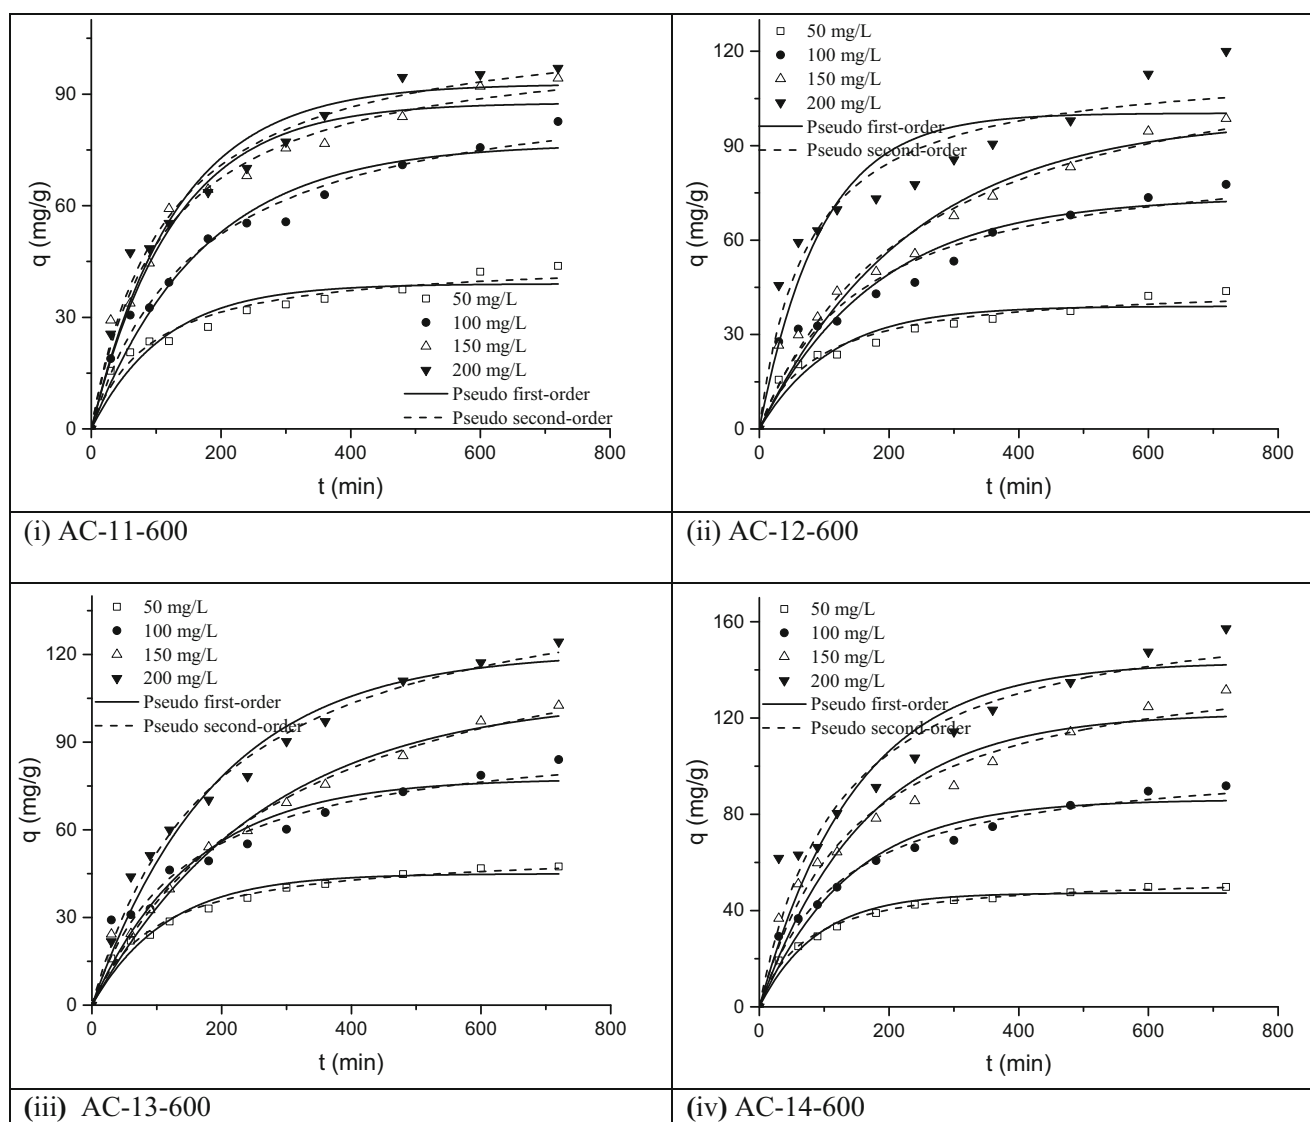 90
60
30
0
q (mg/g)
50 mg/L
100 mg/L
150 mg/L
200 mg/L
Pseudo first-order
Pseudo second-order
0 200 400 600 800
t (min)
(i) AC-11-600
50 mg/L
100 mg/L
150 mg/L
200 mg/L
Pseudo first-order
Pseudo second-order
120
90
60
30
0
q (mg/g)
0 200 400 600 800
t (min)
(ii) AC-12-600
50 mg/L
100 mg/L
150 mg/L
200 mg/L
Pseudo first-order
Pseudo second-order
120
90
60
30
0
q (mg/g)
0 200 400 600 800
t (min)
(iii) AC-13-600
50 mg/L
100 mg/L
150 mg/L
200 mg/L
Pseudo first-order
Pseudo second-order
160
120
80
40
0
q (mg/g)
0 200 400 600 800
t (min)
(iv) AC-14-600